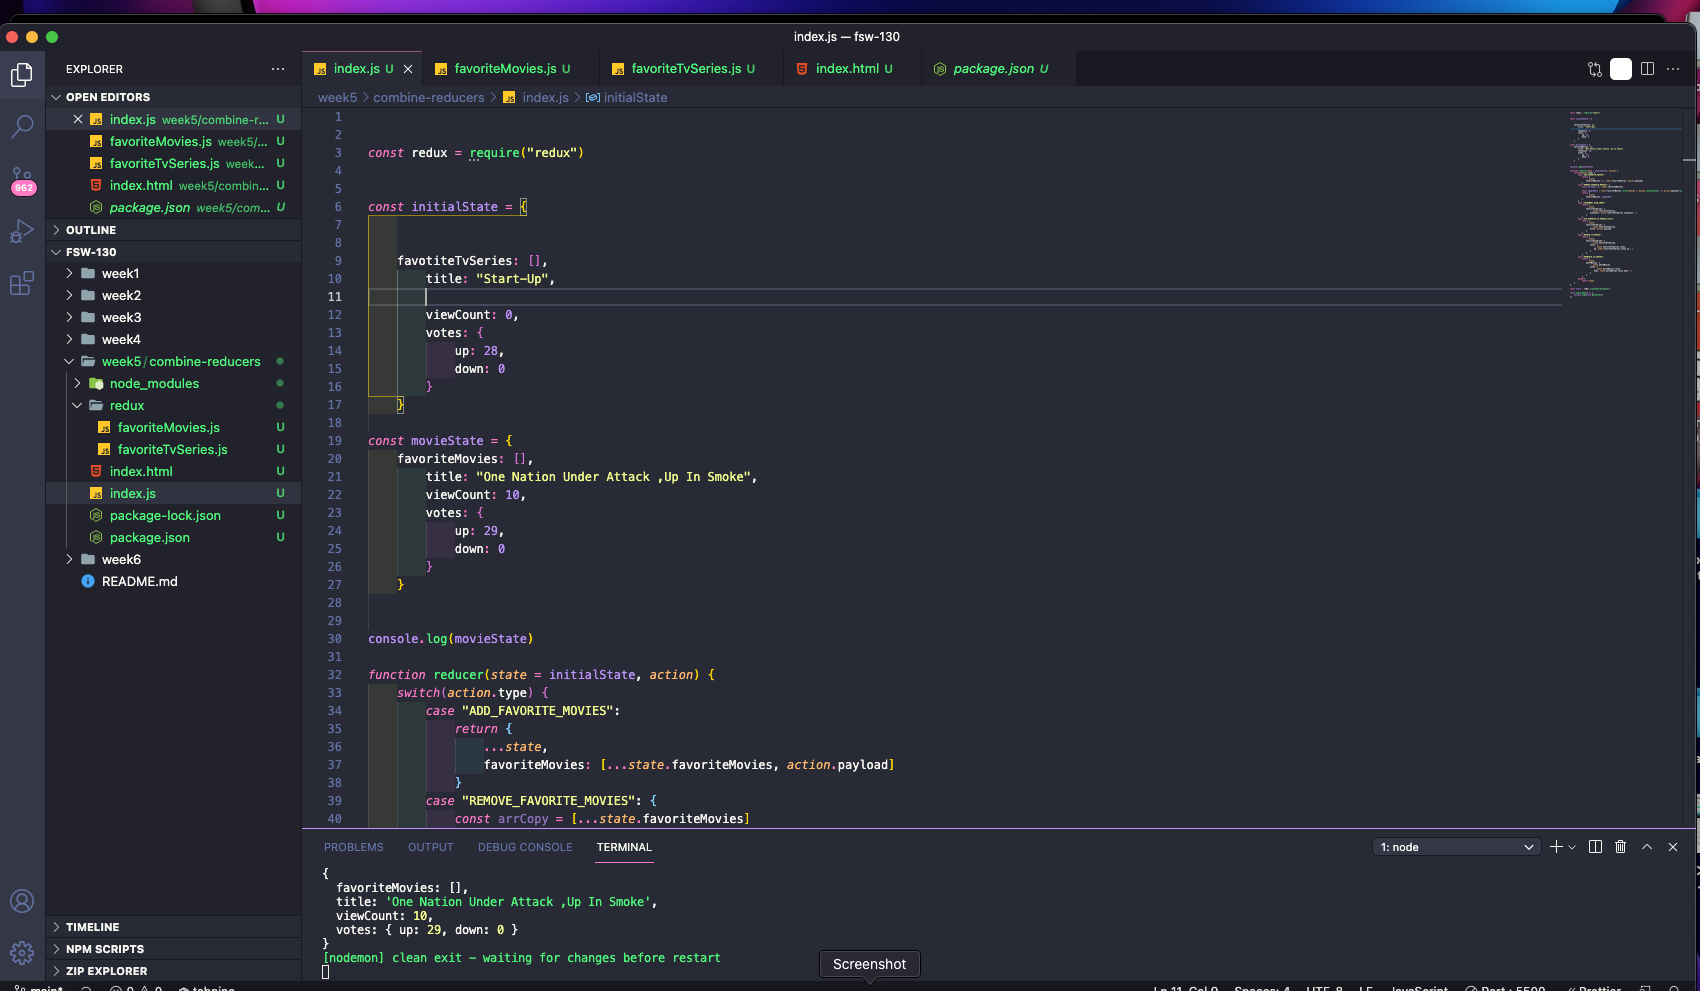 index.js — fsw-130
EXPLORER
OPEN EDITORS
index.js week5/combine-r... U
favoriteMovies.js week5/... U
favoriteTvSeries.js week... U
index.html week5/combin... U
package.json week5/com... U
OUTLINE
FSW-130
week1
week2
week3
week4
week5/combine-reducers
node_modules
redux
favoriteMovies.js U
favoriteTvSeries.js U
index.html U
index.js U
package-lock.json U
package.json U
week6
README.md
TIMELINE
NPM SCRIPTS
ZIP EXPLORER
962
index.js U
favoriteMovies.js U
favoriteTvSeries.js U
index.html U
package.json U
week5 > combine-reducers > index.js > initialState
1
2
3 const redux = require("redux")
4
5
6 const initialState = {
7
8
9 favotiteTvSeries: [],
10 title: "Start-Up",
11
12 viewCount: 0,
13 votes: {
14 up: 28,
15 down: 0
16 }
17 }
18
19 const movieState = {
20 favoriteMovies: [],
21 title: "One Nation Under Attack ,Up In Smoke",
22 viewCount: 10,
23 votes: {
24 up: 29,
25 down: 0
26 }
27 }
28
29
30 console.log(movieState)
31
32 function reducer(state = initialState, action) {
33 switch(action.type) {
34 case "ADD_FAVORITE_MOVIES":
35 return {
36 ...state,
37 favoriteMovies: [...state.favoriteMovies, action.payload]
38 }
39 case "REMOVE_FAVORITE_MOVIES": {
40 const arrCopy = [...state.favoriteMovies]
PROBLEMS OUTPUT DEBUG CONSOLE TERMINAL
1: node
{
favoriteMovies: [],
title: 'One Nation Under Attack ,Up In Smoke',
viewCount: 10,
votes: { up: 29, down: 0 }
}
[nodemon] clean exit - waiting for changes before restart
Screenshot
main* 0 0 tabnine
Ln 11, Col 9 Spaces: 4 UTF-8 LF JavaScript Port : 5500 Prettier